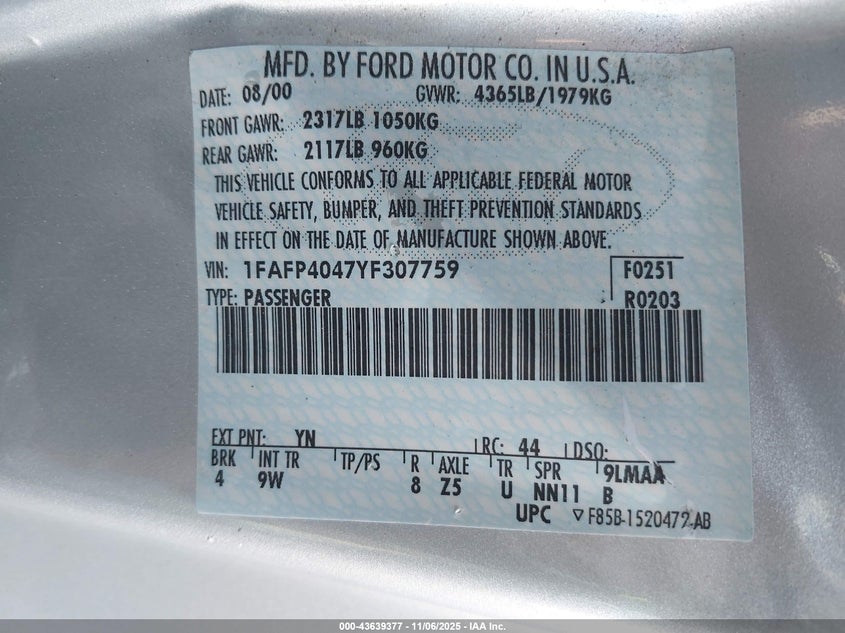 MFD. BY FORD MOTOR CO. IN U.S.A.
DATE: 08/00 GVWR: 4365LB/1979KG
FRONT GAWR: 2317LB 1050KG
REAR GAWR: 2117LB 960KG
THIS VEHICLE CONFORMS TO ALL APPLICABLE FEDERAL MOTOR
VEHICLE SAFETY, BUMPER, AND THEFT PREVENTION STANDARDS
IN EFFECT ON THE DATE OF MANUFACTURE SHOWN ABOVE.
VIN: 1FAFP4047YF307759 F0251
TYPE: PASSENGER R0203
EXT PNT: YN RC: 44 DSO:
BRK INT TR TP/PS R AXLE TR SPR 9LMAA
4 9W 8 Z5 U NN11 B
UPC ▽F85B-1520472-AB
000-43639377 - 11/06/2025 - IAA Inc.